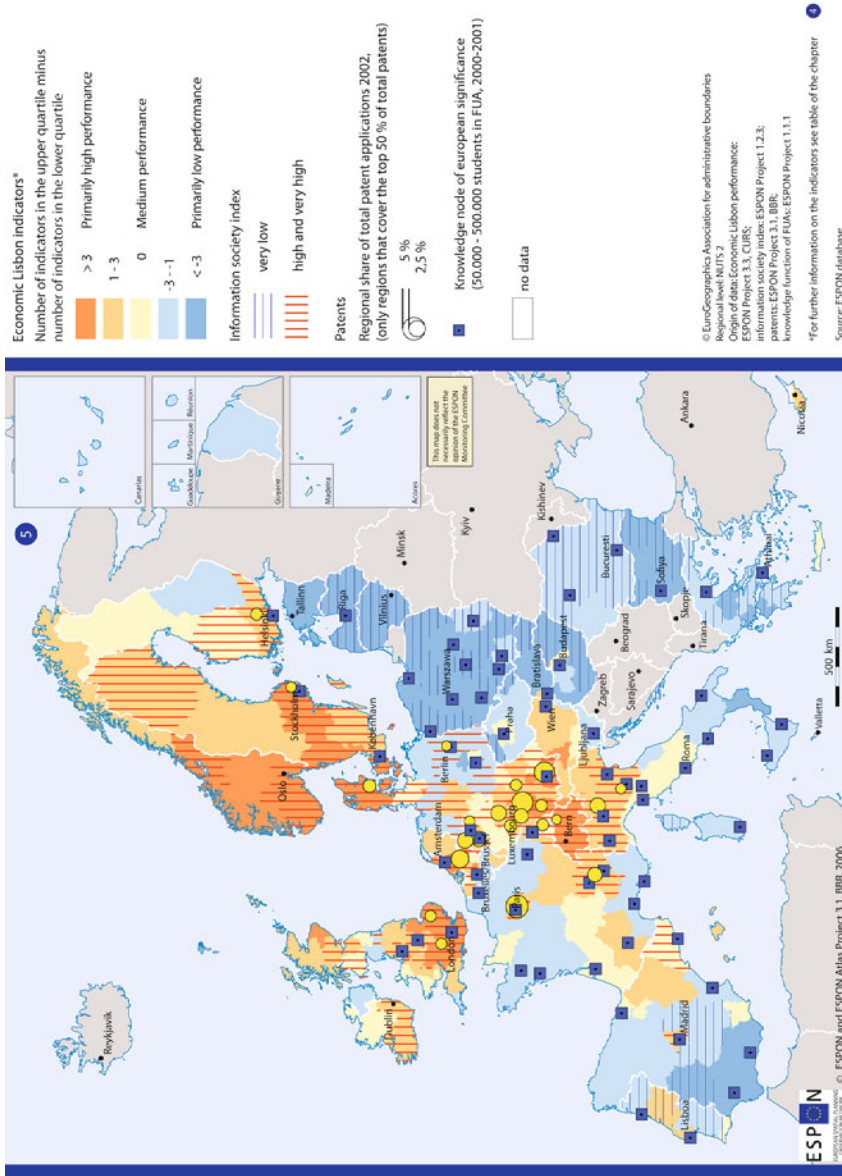 Economic Lisbon indicators*
Number of indicators in the upper quartile minus
number of indicators in the lower quartile
> 3 Primarily high performance
1 - 3
0 Medium performance
-3 - -1
< -3 Primarily low performance
Information society index
very low
high and very high
Patents
Regional share of total patent applications 2002,
(only regions that cover the top 50 % of total patents)
5 %
2,5 %
Knowledge node of european significance
(50.000 - 500.000 students in FUA, 2000-2001)
no data
© EuroGeographics Association for administrative boundaries
Regional level: NUTS 2
Origin of data: Economic Lisbon performance:
ESPON Project 3.3, CURS;
information society index: ESPON Project 1.2.3;
patents: ESPON Project 3.1, BBR;
knowledge function of FUAs: ESPON Project 1.1.1
*For further information on the indicators see table of the chapter
4
Source: ESPON database
5
Canarias
Guadeloupe
Martinique
Réunion
Guyane
Madeira
Acores
This map does not
necessarily reflect the
opinion of the ESPON
Monitoring Committee
Reykjavik
Oslo
Stockholm
Helsinki
Tallinn
Riga
Vilnius
Minsk
København
Dublin
London
Amsterdam
Berlin
Warszawa
Kyiv
Bruxelles/Brussel
Luxembourg
Praha
Paris
Wien
Bratislava
Budapest
Kishinev
Bern
Ljubljana
Zagreb
Beograd
Bucuresti
Sarajevo
Sofiya
Skopje
Tirana
Roma
Madrid
Lisboa
Athinai
Ankara
Nicosia
Valletta
500 km
ESPON
© ESPON and ESPON Atlas Project 3.1, BBR, 2006